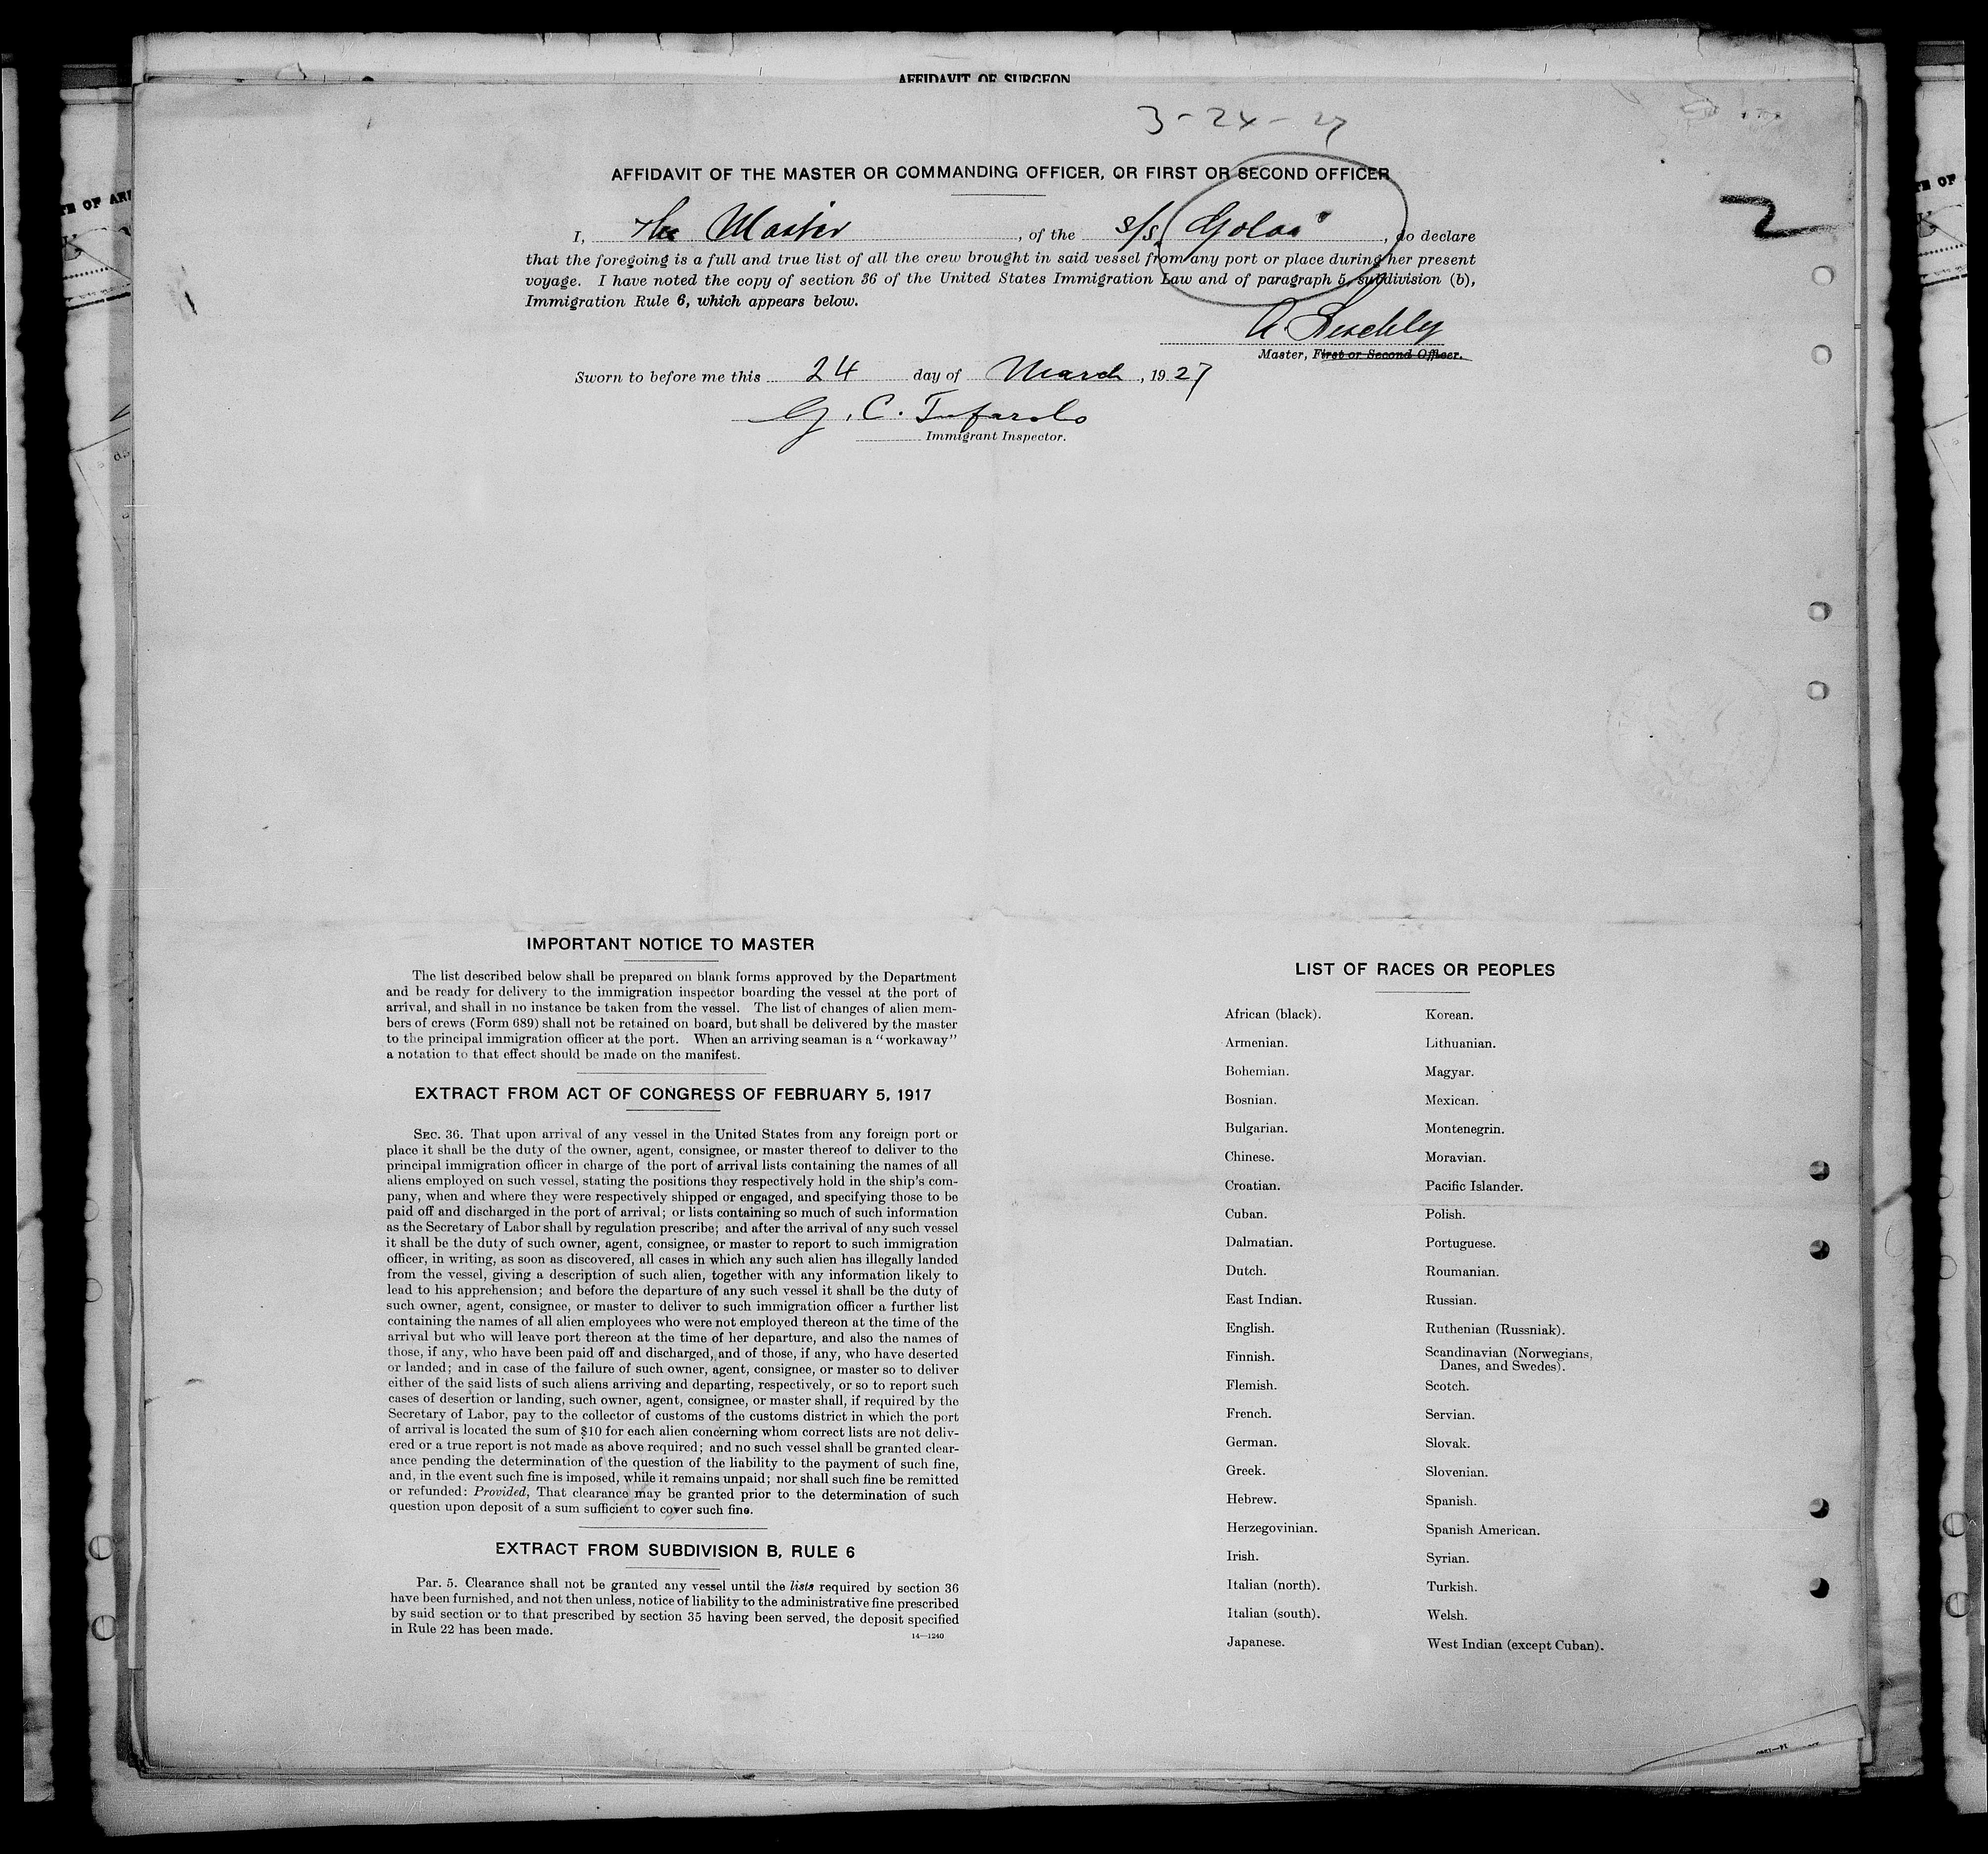 AFFIDAVIT OF SURGEON
3-24-27
AFFIDAVIT OF THE MASTER OR COMMANDING OFFICER, OR FIRST OR SECOND OFFICER
2
I, the Master, of the s/s. Golaa, do declare
that the foregoing is a full and true list of all the crew brought in said vessel from any port or place during her present
voyage. I have noted the copy of section 36 of the United States Immigration Law and of paragraph 5, subdivision (b),
Immigration Rule 6, which appears below.
A.
Master, First or Second Officer.
Sworn to before me this 24 day of March, 1927
G. C. Tufarolo
Immigrant Inspector.
IMPORTANT NOTICE TO MASTER
The list described below shall be prepared on blank forms approved by the Department
and be ready for delivery to the immigration inspector boarding the vessel at the port of
arrival, and shall in no instance be taken from the vessel. The list of changes of alien mem-
bers of crews (Form 689) shall not be retained on board, but shall be delivered by the master
to the principal immigration officer at the port. When an arriving seaman is a "workaway"
a notation to that effect should be made on the manifest.
EXTRACT FROM ACT OF CONGRESS OF FEBRUARY 5, 1917
SEC. 36. That upon arrival of any vessel in the United States from any foreign port or
place it shall be the duty of the owner, agent, consignee, or master thereof to deliver to the
principal immigration officer in charge of the port of arrival lists containing the names of all
aliens employed on such vessel, stating the positions they respectively hold in the ship's com-
pany, when and where they were respectively shipped or engaged, and specifying those to be
paid off and discharged in the port of arrival; or lists containing so much of such information
as the Secretary of Labor shall by regulation prescribe; and after the arrival of any such vessel
it shall be the duty of such owner, agent, consignee, or master to report to such immigration
officer, in writing, as soon as discovered, all cases in which any such alien has illegally landed
from the vessel, giving a description of such alien, together with any information likely to
lead to his apprehension; and before the departure of any such vessel it shall be the duty of
such owner, agent, consignee, or master to deliver to such immigration officer a further list
containing the names of all alien employees who were not employed thereon at the time of the
arrival but who will leave port thereon at the time of her departure, and also the names of
those, if any, who have been paid off and discharged, and of those, if any, who have deserted
or landed; and in case of the failure of such owner, agent, consignee, or master so to deliver
either of the said lists of such aliens arriving and departing, respectively, or so to report such
cases of desertion or landing, such owner, agent, consignee, or master shall, if required by the
Secretary of Labor, pay to the collector of customs of the customs district in which the port
of arrival is located the sum of $10 for each alien concerning whom correct lists are not deliv-
ered or a true report is not made as above required; and no such vessel shall be granted clear-
ance pending the determination of the question of the liability to the payment of such fine,
and, in the event such fine is imposed, while it remains unpaid; nor shall such fine be remitted
or refunded: Provided, That clearance may be granted prior to the determination of such
question upon deposit of a sum sufficient to cover such fine.
EXTRACT FROM SUBDIVISION B, RULE 6
Par. 5. Clearance shall not be granted any vessel until the lists required by section 36
have been furnished, and not then unless, notice of liability to the administrative fine prescribed
by said section or to that prescribed by section 35 having been served, the deposit specified
in Rule 22 has been made.
14—1240
LIST OF RACES OR PEOPLES
African (black). Korean.
Armenian. Lithuanian.
Bohemian. Magyar.
Bosnian. Mexican.
Bulgarian. Montenegrin.
Chinese. Moravian.
Croatian. Pacific Islander.
Cuban. Polish.
Dalmatian. Portuguese.
Dutch. Roumanian.
East Indian. Russian.
English. Ruthenian (Russniak).
Finnish. Scandinavian (Norwegians,
Danes, and Swedes).
Flemish. Scotch.
French. Servian.
German. Slovak.
Greek. Slovenian.
Hebrew. Spanish.
Herzegovinian. Spanish American.
Irish. Syrian.
Italian (north). Turkish.
Italian (south). Welsh.
Japanese. West Indian (except Cuban).